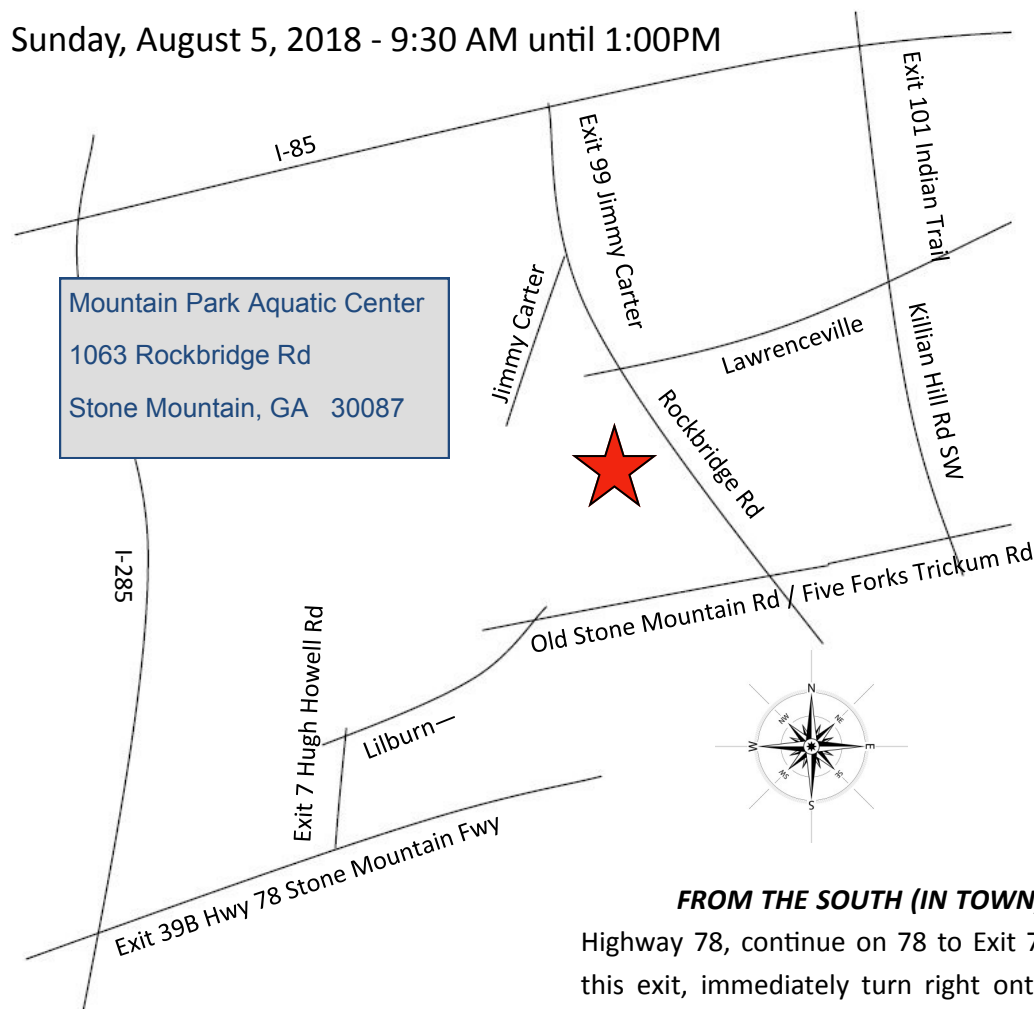 Sunday, August 5, 2018 - 9:30 AM until 1:00PM
I-85
Exit 99 Jimmy Carter
Exit 101 Indian Trail
Mountain Park Aquatic Center
1063 Rockbridge Rd
Stone Mountain, GA 30087
Jimmy Carter
Lawrenceville
Killian Hill Rd SW
Rockbridge Rd
I-285
Old Stone Mountain Rd / Five Forks Trickum Rd
Exit 7 Hugh Howell Rd
Lilburn—
Exit 39B Hwy 78 Stone Mountain Fwy
N
NW
NE
W
E
SW
SE
S
FROM THE SOUTH (IN TOWN
Highway 78, continue on 78 to Exit 7
this exit, immediately turn right ont